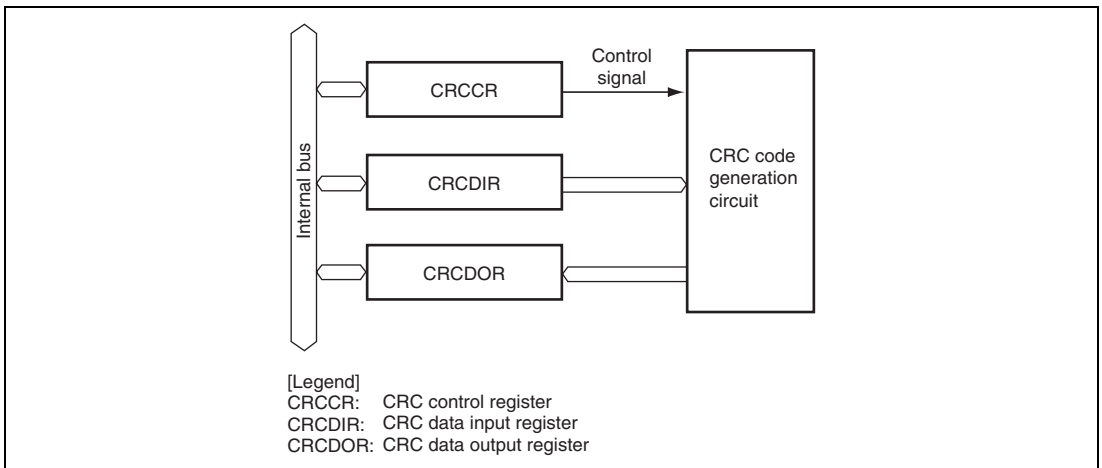 Control
signal
CRCCR
Internal bus
CRCDIR
CRC code
generation
circuit
CRCDOR
[Legend]
CRCCR: CRC control register
CRCDIR: CRC data input register
CRCDOR: CRC data output register